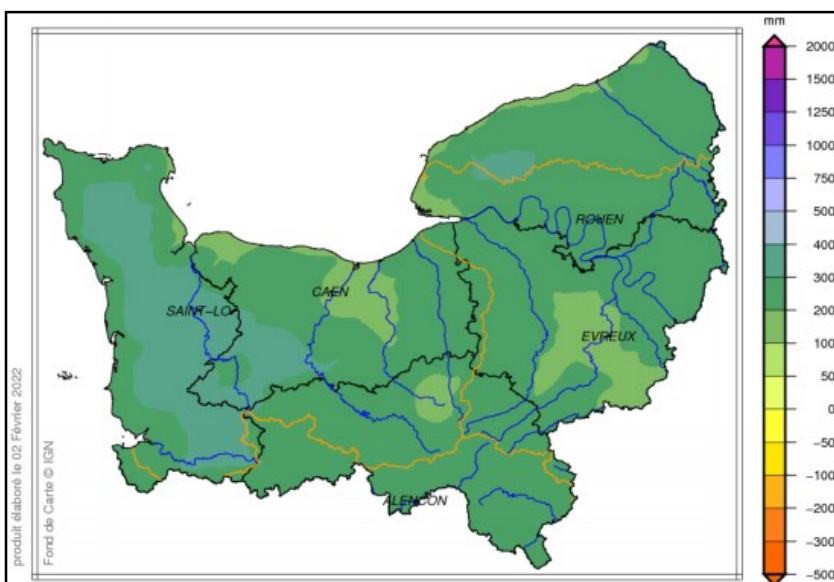 mm
2000
1500
1250
1000
750
500
400
300
200
100
50
0
-50
-100
-200
-300
-500
ROUEN
CAEN
SAINT-LO
EVREUX
ALENCON
produit élaboré le 02 Février 2022
Fond de Carte © IGN